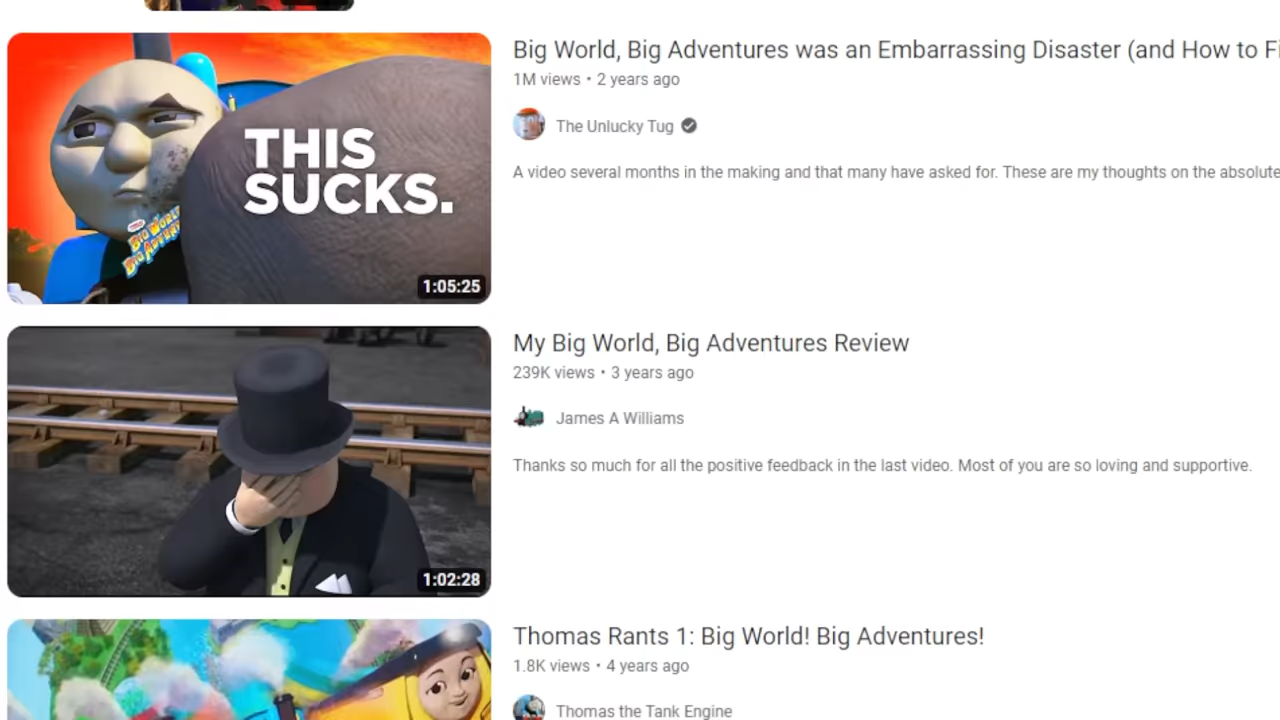 Big World, Big Adventures was an Embarrassing Disaster (and How to Fi
1M views • 2 years ago
The Unlucky Tug
A video several months in the making and that many have asked for. These are my thoughts on the absolute
THIS
SUCKS.
BIG WORLD
BIG ADVENTURES
1:05:25
My Big World, Big Adventures Review
239K views • 3 years ago
James A Williams
Thanks so much for all the positive feedback in the last video. Most of you are so loving and supportive.
1:02:28
Thomas Rants 1: Big World! Big Adventures!
1.8K views • 4 years ago
Thomas the Tank Engine